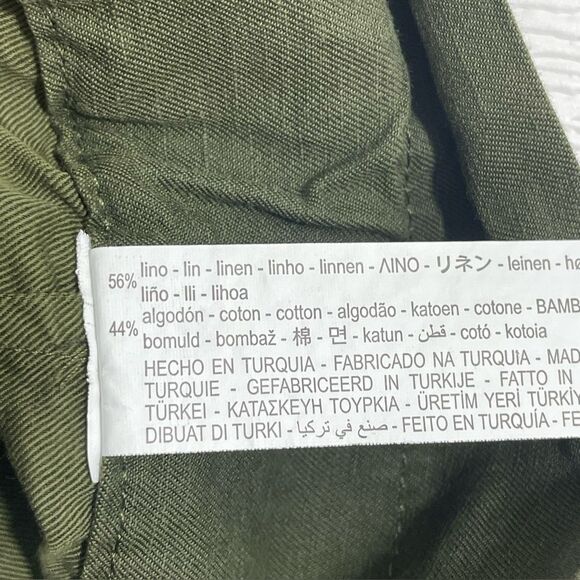 56% lino - lin - linen - linho - linnen - ΛΙΝΟ - リネン - leinen -
liño - lli - lihoa
44% algodón - coton - cotton - algodão - katoen - cotone - BAMB
bomuld - bombaž - 棉 - 면 - katun - قطن - cotó - kotoia
HECHO EN TURQUIA - FABRICADO NA TURQUIA - MAD
TURQUIE - GEFABRICEERD IN TURKIJE - FATTO IN
TÜRKEI - ΚΑΤΑΣΚΕΥΗ ΤΟΥΡΚΙΑ - ÜRETİM YERİ TÜRKİY
DIBUAT DI TURKI - صنع في تركيا - FEITO EN TURQUÍA - FE